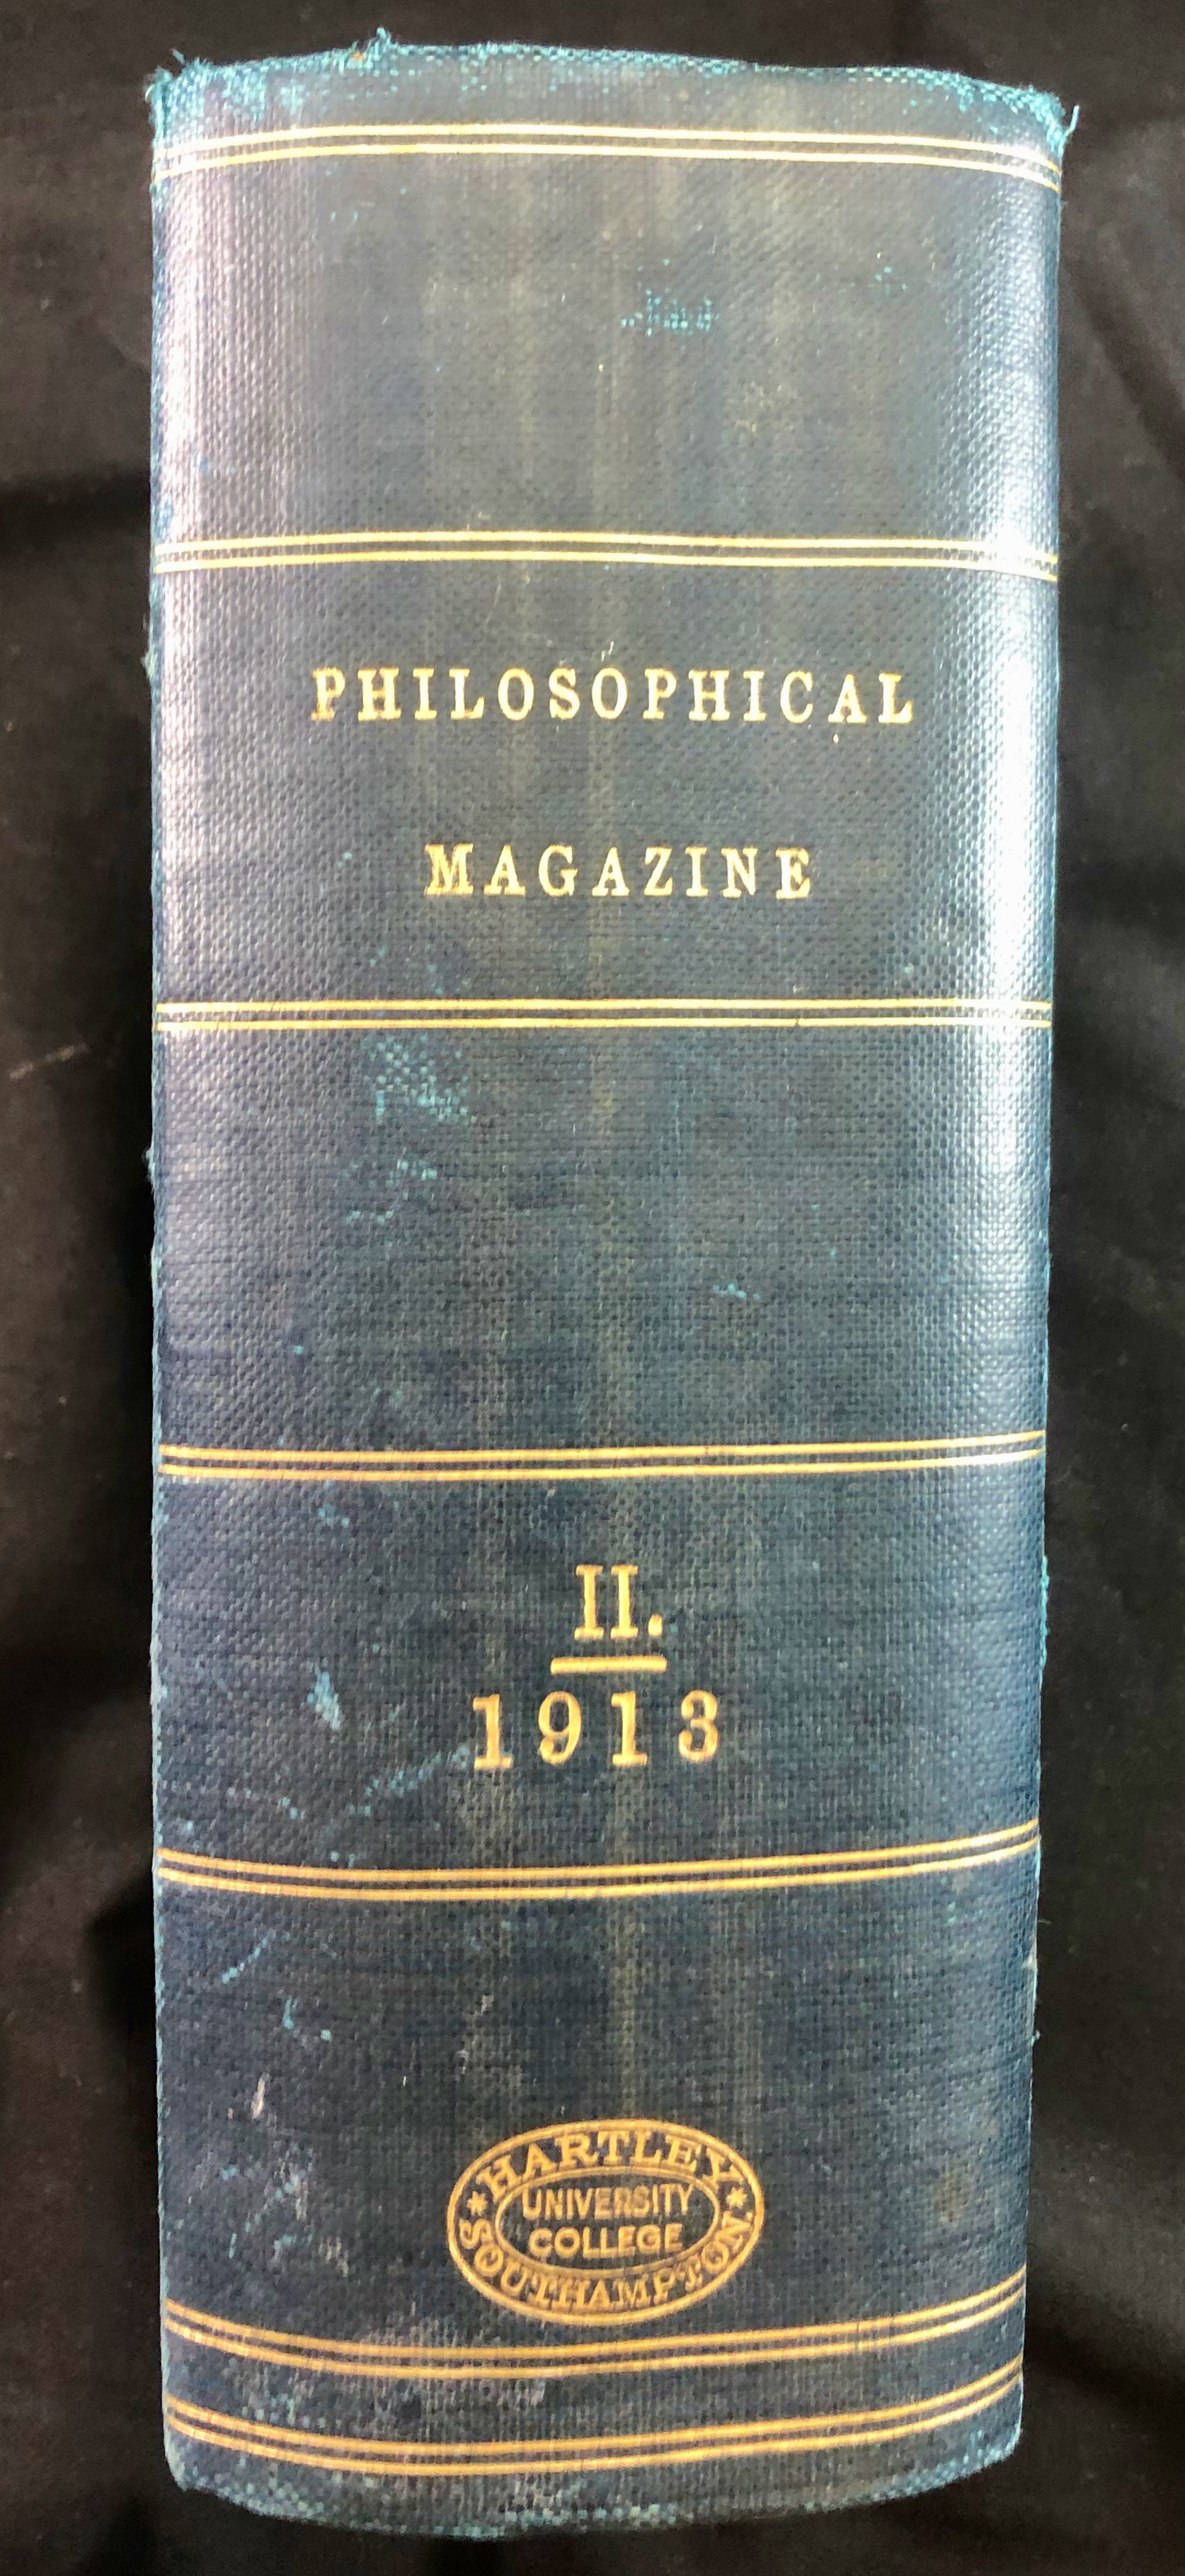 PHILOSOPHICAL
MAGAZINE
II.
1913
HARTLEY
UNIVERSITY
COLLEGE
SOUTHAMPTON.